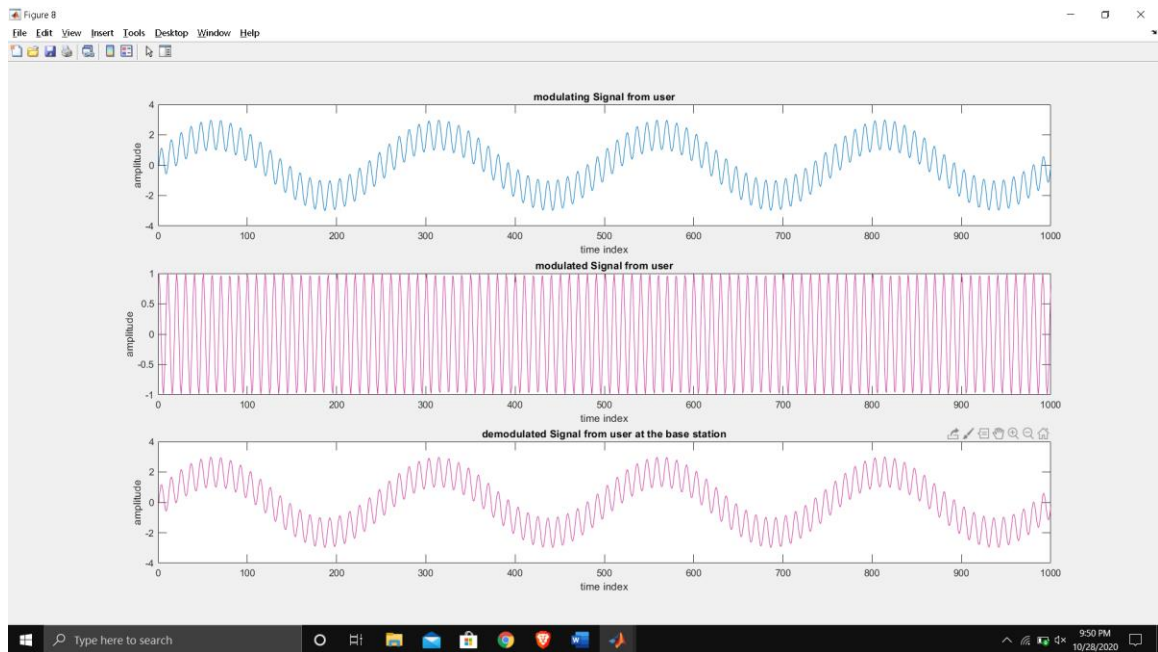 Figure 8
File Edit View Insert Tools Desktop Window Help
modulating Signal from user
4
2
0
-2
-4
amplitude
0 100 200 300 400 500 600 700 800 900 1000
time index
modulated Signal from user
1
0.5
0
-0.5
-1
amplitude
0 100 200 300 400 500 600 700 800 900 1000
time index
demodulated Signal from user at the base station
4
2
0
-2
-4
amplitude
0 100 200 300 400 500 600 700 800 900 1000
time index
Type here to search
9:50 PM
10/28/2020